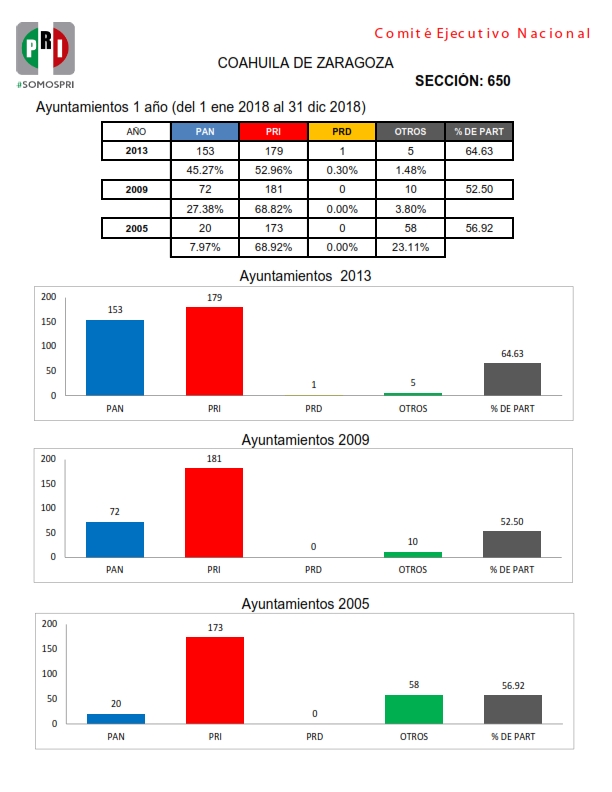 Comité Ejecutivo Nacional
PRI
#SOMOSPRI
COAHUILA DE ZARAGOZA
SECCIÓN: 650
Ayuntamientos 1 año (del 1 ene 2018 al 31 dic 2018)
AÑO PAN PRI PRD OTROS % DE PART
2013 153 179 1 5 64.63
45.27% 52.96% 0.30% 1.48%
2009 72 181 0 10 52.50
27.38% 68.82% 0.00% 3.80%
2005 20 173 0 58 56.92
7.97% 68.92% 0.00% 23.11%
Ayuntamientos 2013
200
150
100
50
0
153 179 1 5 64.63
PAN PRI PRD OTROS % DE PART
Ayuntamientos 2009
200
150
100
50
0
72 181 0 10 52.50
PAN PRI PRD OTROS % DE PART
Ayuntamientos 2005
200
150
100
50
0
20 173 0 58 56.92
PAN PRI PRD OTROS % DE PART